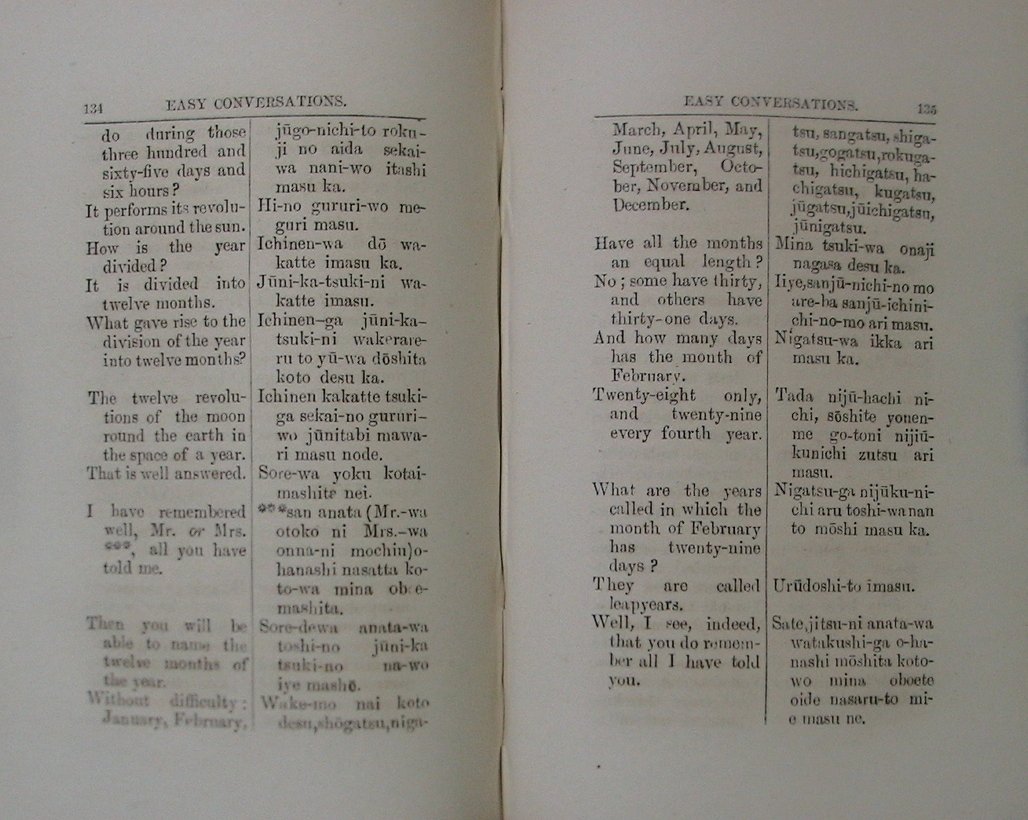 134 EASY CONVERSATIONS.
do during those
three hundred and
sixty-five days and
six hours?
It performs its revolu-
tion around the sun.
How is the year
divided?
It is divided into
twelve months.
What gave rise to the
division of the year
into twelve months?
The twelve revolu-
tions of the moon
round the earth in
the space of a year.
That is well answered.
I have remembered
well, Mr. or Mrs.
***, all you have
told me.
Then you will be
able to name the
twelve months of
the year.
Without difficulty:
January, February,
jūgo-nichi-to roku-
ji no aida sekai-
wa nani-wo itashi
masu ka.
Hi-no gururi-wo me-
guri masu.
Ichinen-wa dō wa-
katte imasu ka.
Jūni-ka-tsuki-ni wa-
katte imasu.
Ichinen-ga jūni-ka-
tsuki-ni wakerare-
ru to yū-wa dōshita
koto desu ka.
Ichinen kakatte tsuki-
ga sekai-no gururi-
wo jūnitabi mawa-
ri masu node.
Sore-wa yoku kotai-
mashite nei.
***san anata (Mr.-wa
otoko ni Mrs.-wa
onna-ni mochiu)o-
hanashi nasatta ko-
to-wa mina oboe-
mashita.
Sore-dewa anata-wa
toshi-no jūni-ka
tsuki-no na-wo
iye mashō.
Wake-mo nai koto
desu,shōgatsu,niga-
EASY CONVERSATIONS. 135
March, April, May,
June, July, August,
September, Octo-
ber, November, and
December.
Have all the months
an equal length?
No; some have thirty,
and others have
thirty-one days.
And how many days
has the month of
February.
Twenty-eight only,
and twenty-nine
every fourth year.
What are the years
called in which the
month of February
has twenty-nine
days?
They are called
leapyears.
Well, I see, indeed,
that you do remem-
ber all I have told
you.
tsu, sangatsu, shiga-
tsu,gogatsu,rokuga-
tsu, hichigatsu, ha-
chigatsu, kugatsu,
jūgatsu,jūichigatsu,
jūnigatsu.
Mina tsuki-wa onaji
nagasa desu ka.
Iiye,sanjū-nichi-no mo
are-ba sanjū-ichini-
chi-no-mo ari masu.
Nigatsu-wa ikka ari
masu ka.
Tada nijū-hachi ni-
chi, sōshite yonen-
me go-toni nijiū-
kunichi zutsu ari
masu.
Nigatsu-ga nijūku-ni-
chi aru toshi-wa nan
to mōshi masu ka.
Urūdoshi-to īmasu.
Sate,jitsu-ni anata-wa
watakushi-ga o-ha-
nashi mōshita koto-
wo mina oboete
oide nasaru-to mi-
e masu ne.